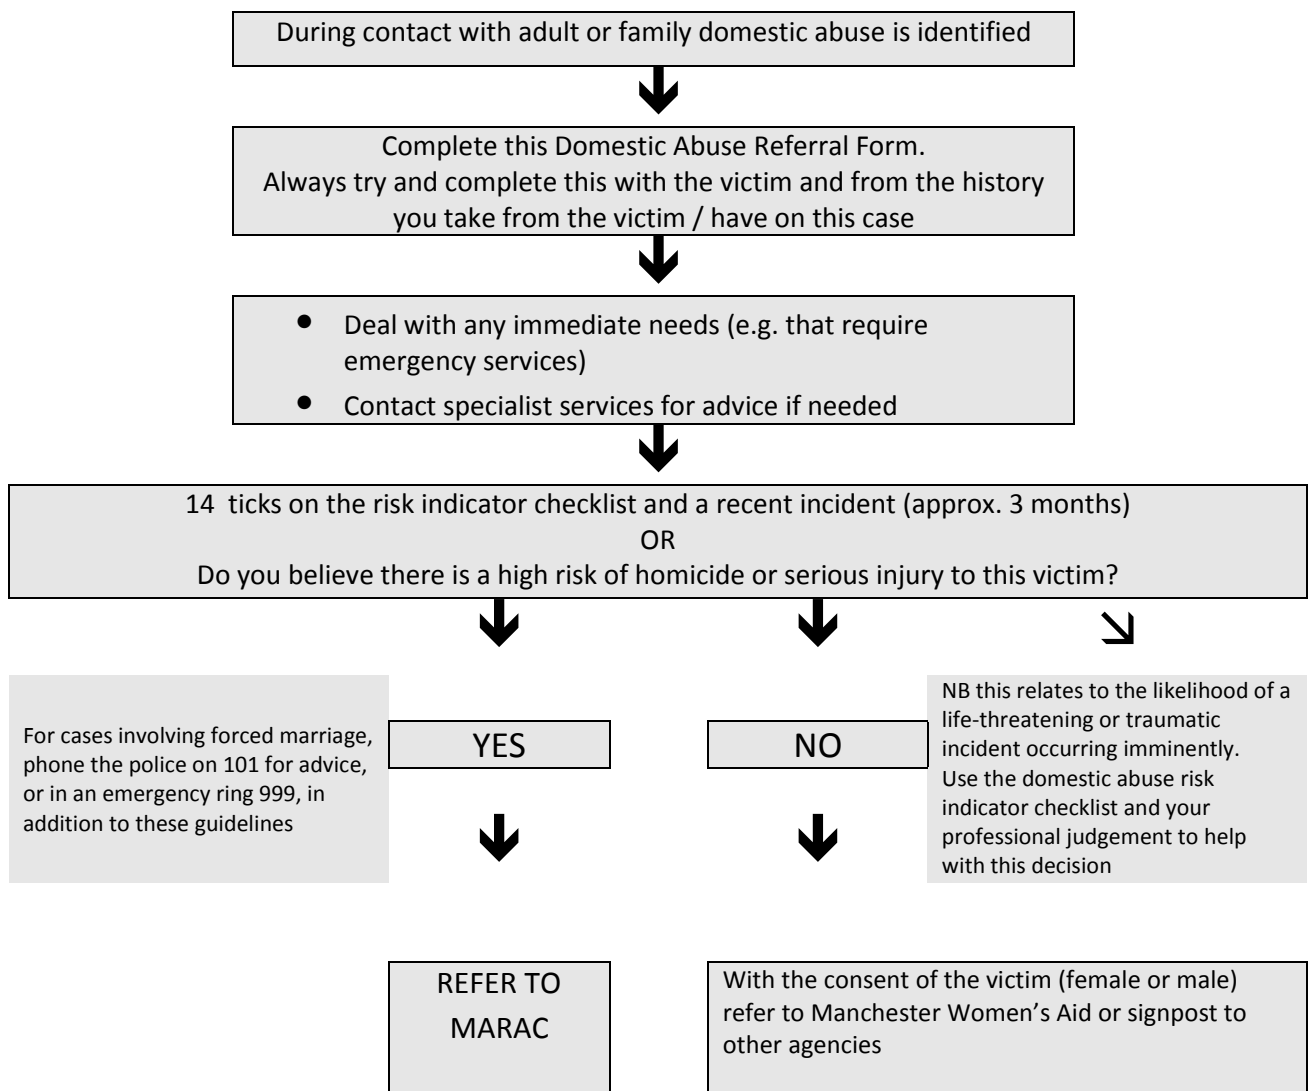 During contact with adult or family domestic abuse is identified
Complete this Domestic Abuse Referral Form.
Always try and complete this with the victim and from the history
you take from the victim / have on this case
• Deal with any immediate needs (e.g. that require
emergency services)
• Contact specialist services for advice if needed
14 ticks on the risk indicator checklist and a recent incident (approx. 3 months)
OR
Do you believe there is a high risk of homicide or serious injury to this victim?
For cases involving forced marriage,
phone the police on 101 for advice,
or in an emergency ring 999, in
addition to these guidelines
YES
NO
NB this relates to the likelihood of a
life-threatening or traumatic
incident occurring imminently.
Use the domestic abuse risk
indicator checklist and your
professional judgement to help
with this decision
REFER TO
MARAC
With the consent of the victim (female or male)
refer to Manchester Women’s Aid or signpost to
other agencies